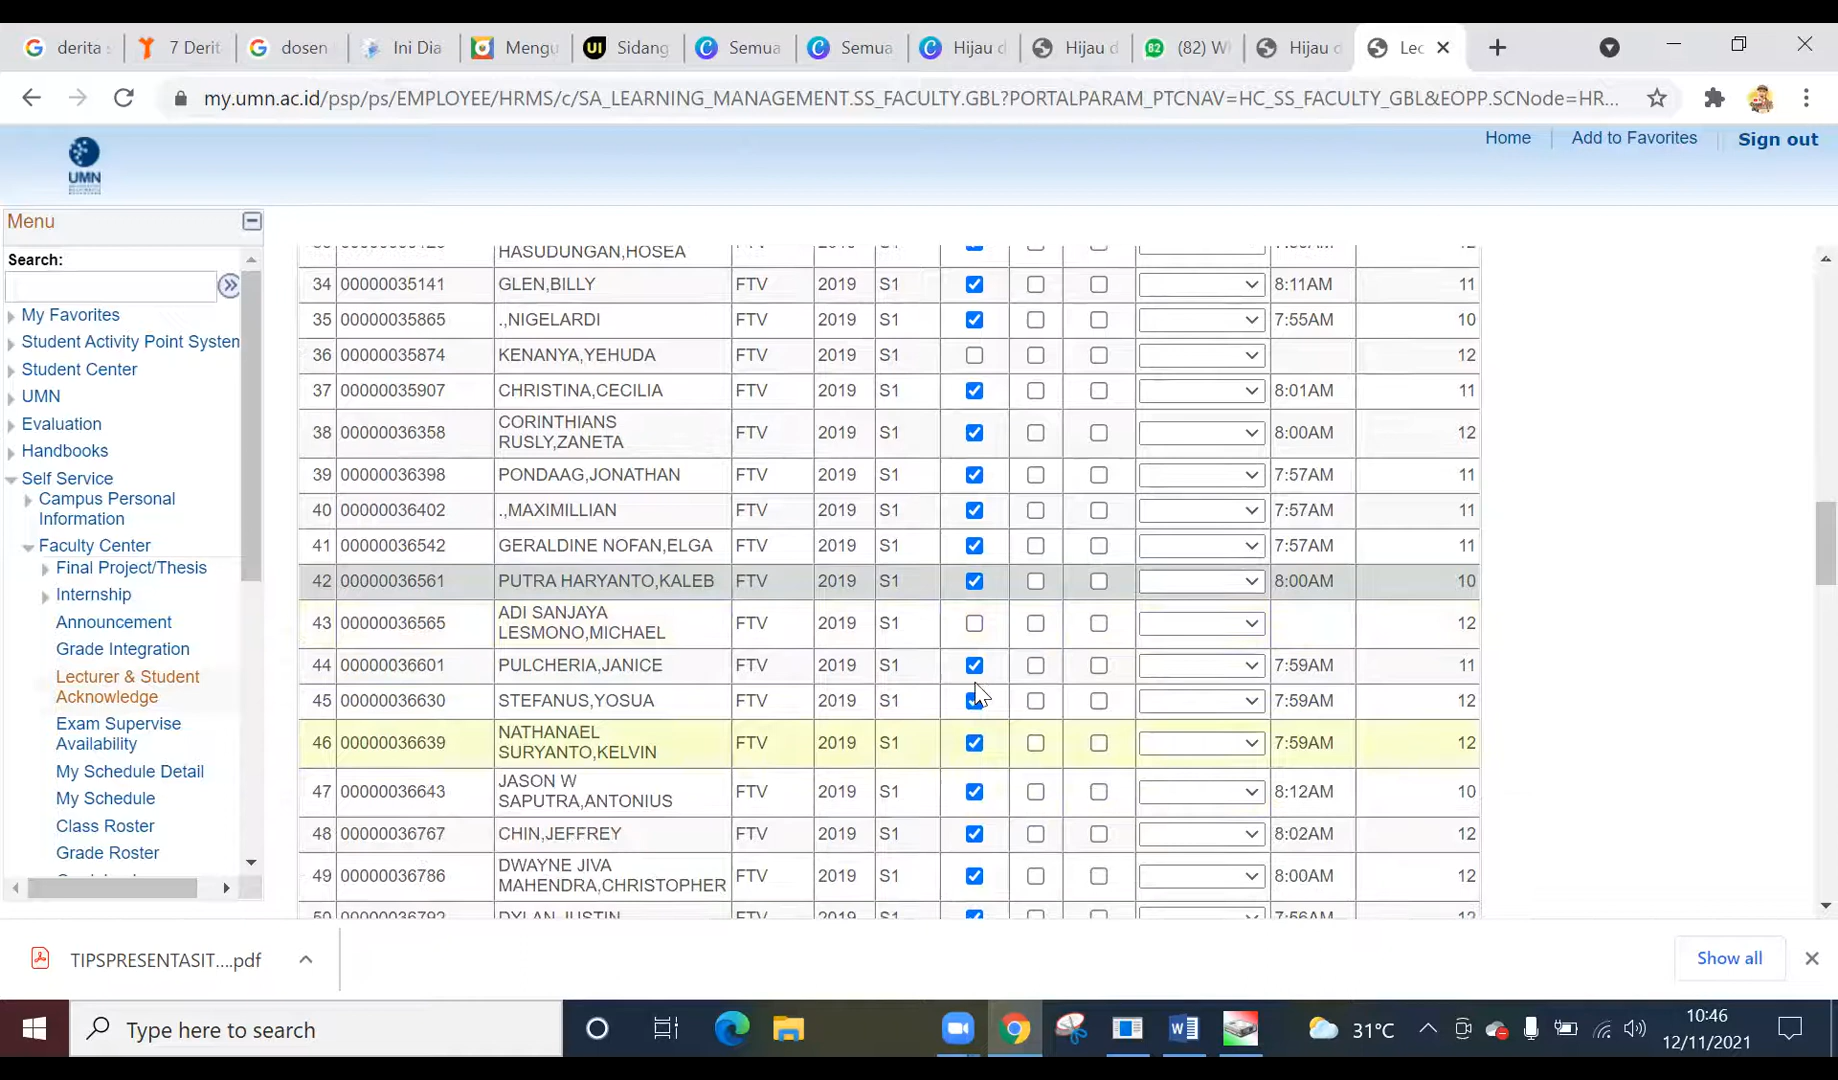 derita
7 Derit
dosen
Ini Dia
Mengu
UI Sidang
C Semua
C Semua
C Hijau d
Hijau d
82 (82) W
Hijau d
Lec
my.umn.ac.id/psp/ps/EMPLOYEE/HRMS/c/SA_LEARNING_MANAGEMENT.SS_FACULTY.GBL?PORTALPARAM_PTCNAV=HC_SS_FACULTY_GBL&EOPP.SCNode=HR...
UMN
Home
Add to Favorites
Sign out
Menu
Search:
My Favorites
Student Activity Point System
Student Center
UMN
Evaluation
Handbooks
Self Service
Campus Personal
Information
Faculty Center
Final Project/Thesis
Internship
Announcement
Grade Integration
Lecturer & Student
Acknowledge
Exam Supervise
Availability
My Schedule Detail
My Schedule
Class Roster
Grade Roster
HASUDUNGAN,HOSEA
34 00000035141 GLEN,BILLY FTV 2019 S1 8:11AM 11
35 00000035865 .,NIGELARDI FTV 2019 S1 7:55AM 10
36 00000035874 KENANYA,YEHUDA FTV 2019 S1 12
37 00000035907 CHRISTINA,CECILIA FTV 2019 S1 8:01AM 11
38 00000036358 CORINTHIANS
RUSLY,ZANETA FTV 2019 S1 8:00AM 12
39 00000036398 PONDAAG,JONATHAN FTV 2019 S1 7:57AM 11
40 00000036402 .,MAXIMILLIAN FTV 2019 S1 7:57AM 11
41 00000036542 GERALDINE NOFAN,ELGA FTV 2019 S1 7:57AM 11
42 00000036561 PUTRA HARYANTO,KALEB FTV 2019 S1 8:00AM 10
43 00000036565 ADI SANJAYA
LESMONO,MICHAEL FTV 2019 S1 12
44 00000036601 PULCHERIA,JANICE FTV 2019 S1 7:59AM 11
45 00000036630 STEFANUS,YOSUA FTV 2019 S1 7:59AM 12
46 00000036639 NATHANAEL
SURYANTO,KELVIN FTV 2019 S1 7:59AM 12
47 00000036643 JASON W
SAPUTRA,ANTONIUS FTV 2019 S1 8:12AM 10
48 00000036767 CHIN,JEFFREY FTV 2019 S1 8:02AM 12
49 00000036786 DWAYNE JIVA
MAHENDRA,CHRISTOPHER FTV 2019 S1 8:00AM 12
50 00000036792 DYLAN,JUSTIN FTV 2019 S1 7:56AM 12
TIPSPRESENTASIT....pdf
Show all
Type here to search
31°C
10:46
12/11/2021